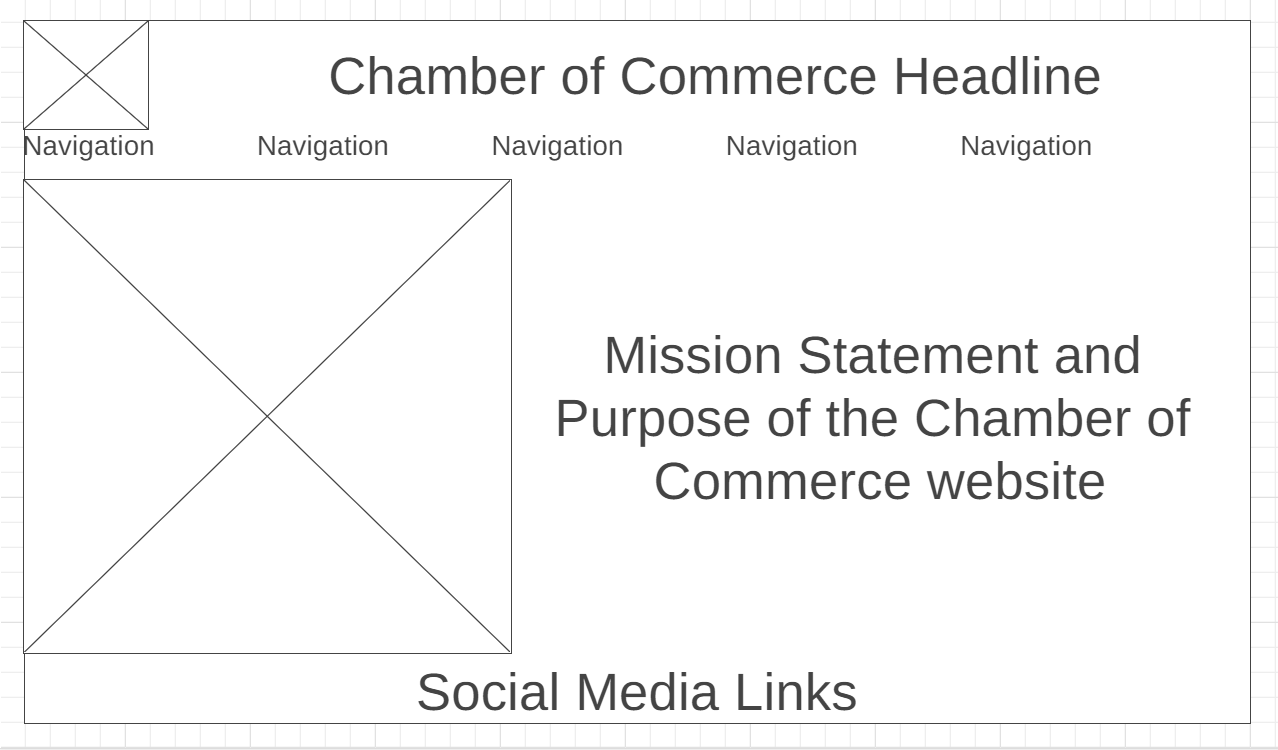 Chamber of Commerce Headline
Navigation Navigation Navigation Navigation Navigation
Mission Statement and
Purpose of the Chamber of
Commerce website
Social Media Links